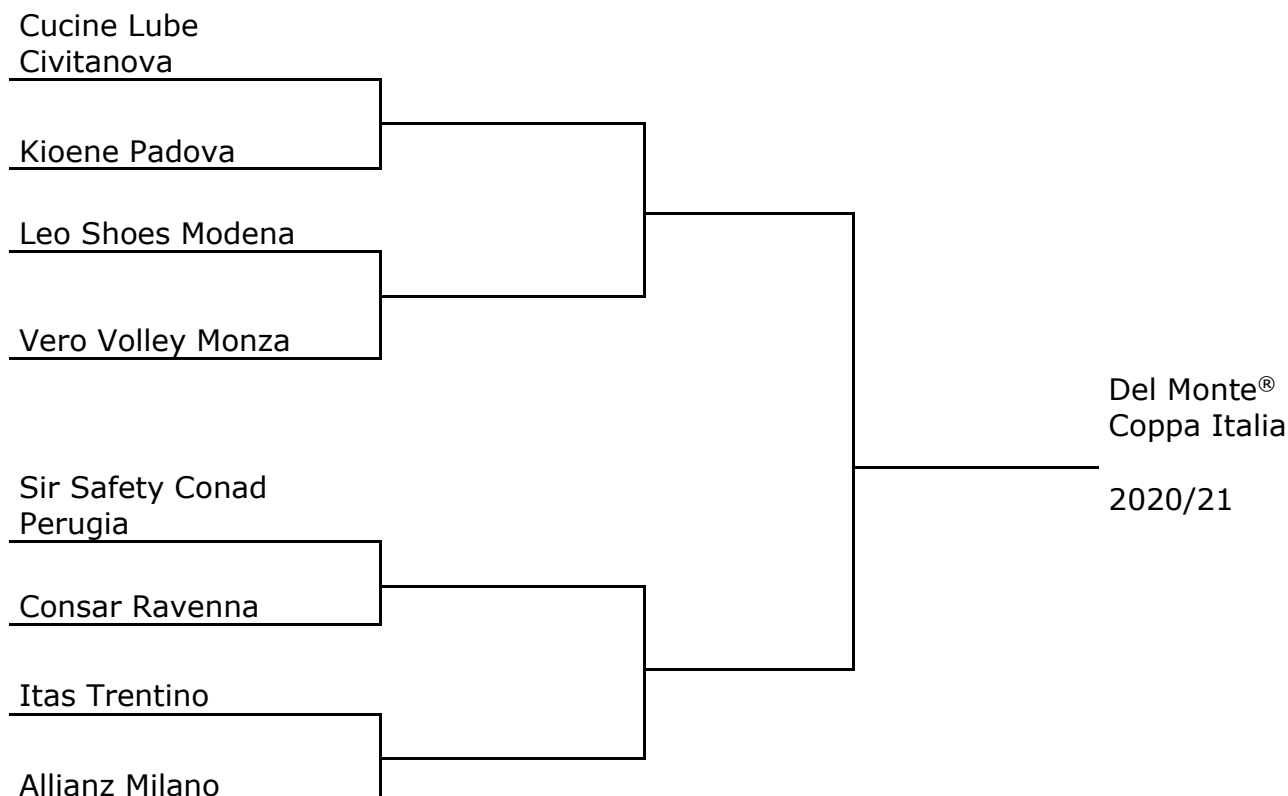 Cucine Lube
Civitanova
Kioene Padova
Leo Shoes Modena
Vero Volley Monza
Del Monte®
Coppa Italia
2020/21
Sir Safety Conad
Perugia
Consar Ravenna
Itas Trentino
Allianz Milano